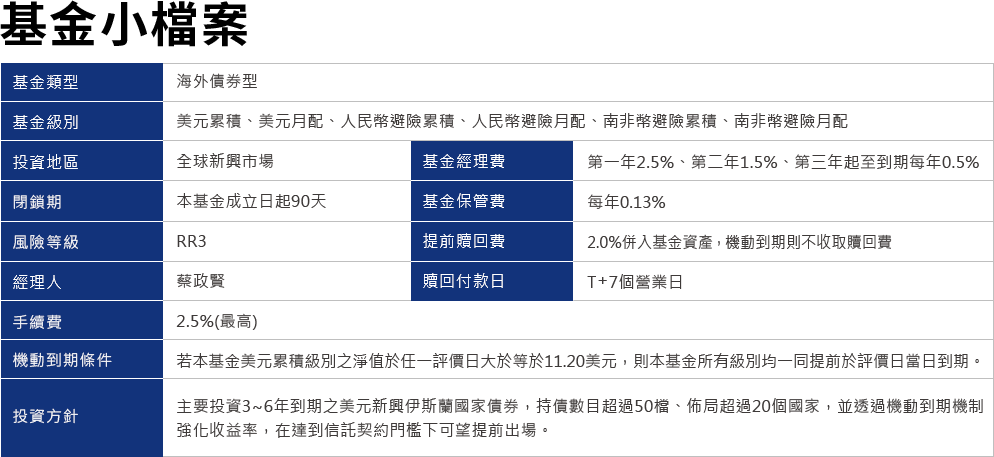 基金小檔案
基金類型 海外債券型
基金級別 美元累積、美元月配、人民幣避險累積、人民幣避險月配、南非幣避險累積、南非幣避險月配
投資地區 全球新興市場 基金經理費 第一年2.5%、第二年1.5%、第三年起至到期每年0.5%
閉鎖期 本基金成立日起90天 基金保管費 每年0.13%
風險等級 RR3 提前贖回費 2.0%併入基金資產，機動到期則不收取贖回費
經理人 蔡政賢 贖回付款日 T+7個營業日
手續費 2.5%(最高)
機動到期條件 若本基金美元累積級別之淨值於任一評價日大於等於11.20美元，則本基金所有級別均一同提前於評價日當日到期。
投資方針 主要投資3~6年到期之美元新興伊斯蘭國家債券，持債數目超過50檔、佈局超過20個國家，並透過機動到期機制
強化收益率，在達到信託契約門檻下可望提前出場。